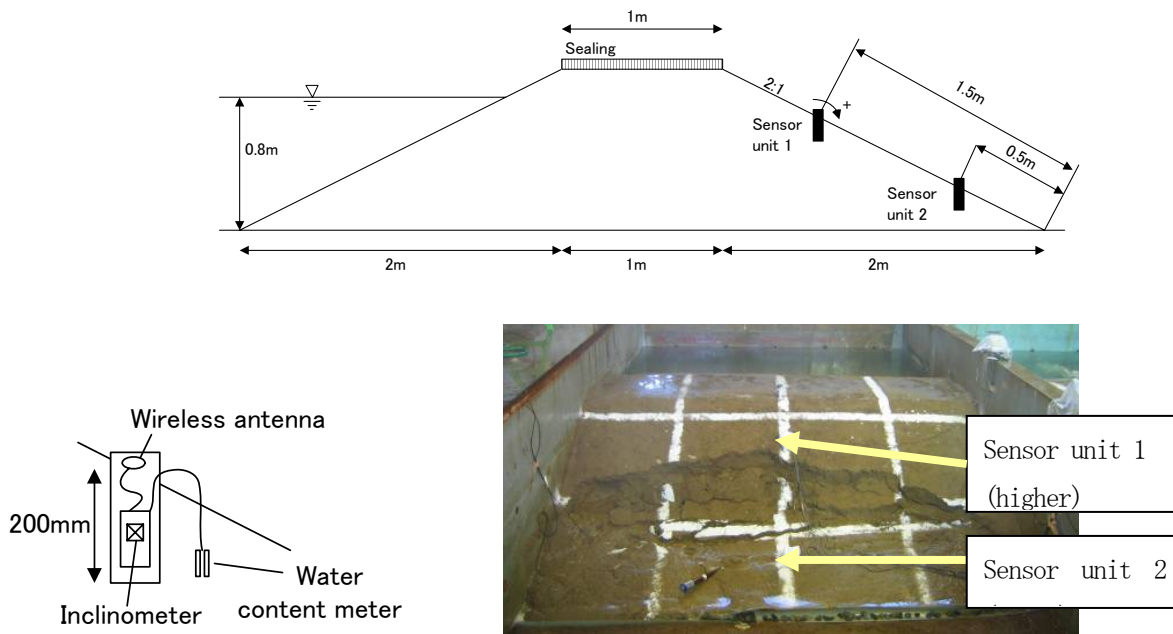 1m
Sealing
2:1
+
1.5m
Sensor
unit 1
0.8m
0.5m
Sensor
unit 2
2m
1m
2m
Wireless antenna
200mm
Water
content meter
Inclinometer
Sensor unit 1
(higher)
Sensor unit 2